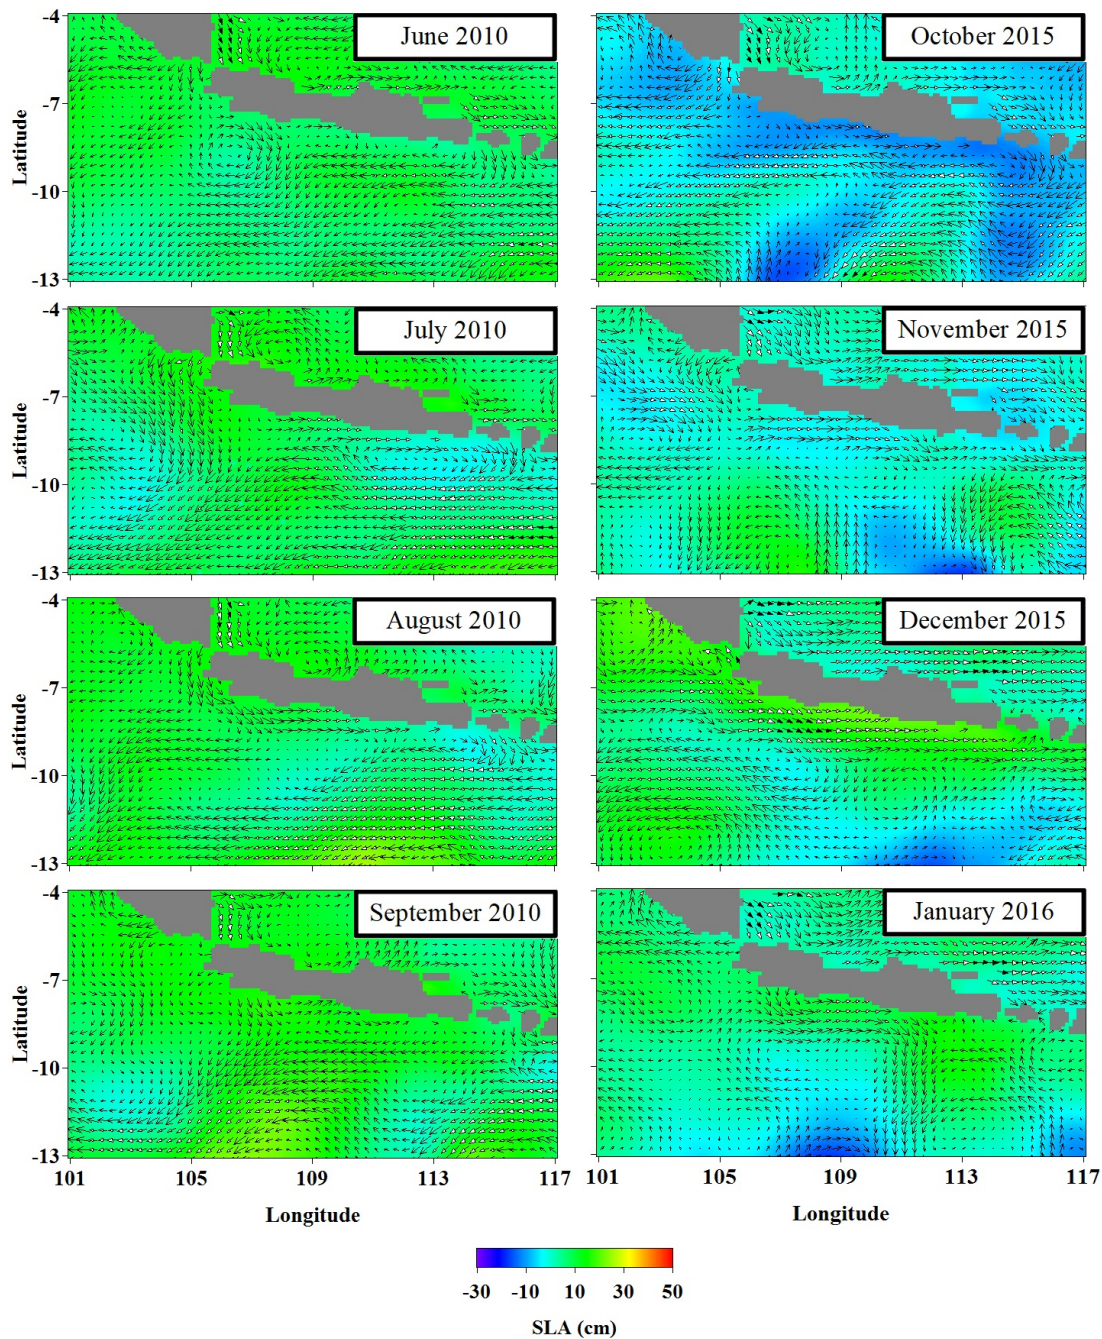 -4
June 2010
October 2015
-7
Latitude
-10
-13
-4
July 2010
November 2015
-7
Latitude
-10
-13
-4
August 2010
December 2015
-7
Latitude
-10
-13
-4
September 2010
January 2016
-7
Latitude
-10
-13
101 105 109 113 117 101 105 109 113 117
Longitude Longitude
-30 -10 10 30 50
SLA (cm)